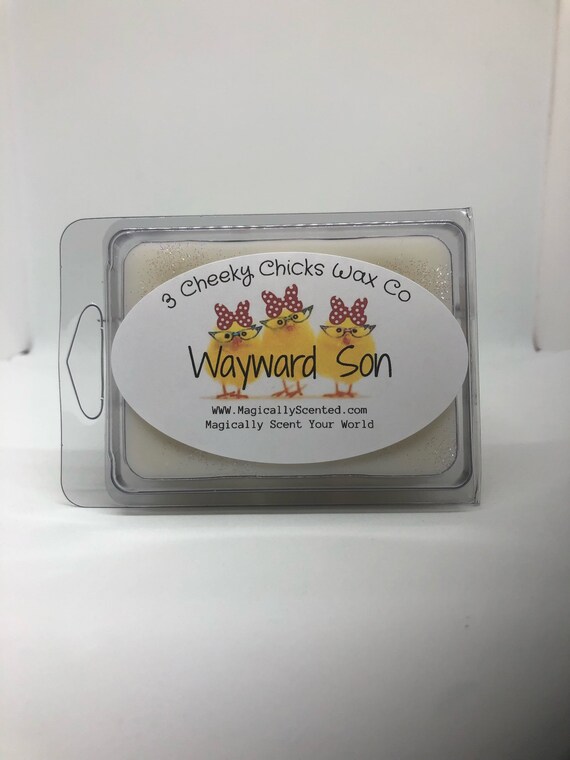 3 Cheeky Chicks Wax Co
Wayward Son
WWW.MagicallyScented.com
Magically Scent Your World